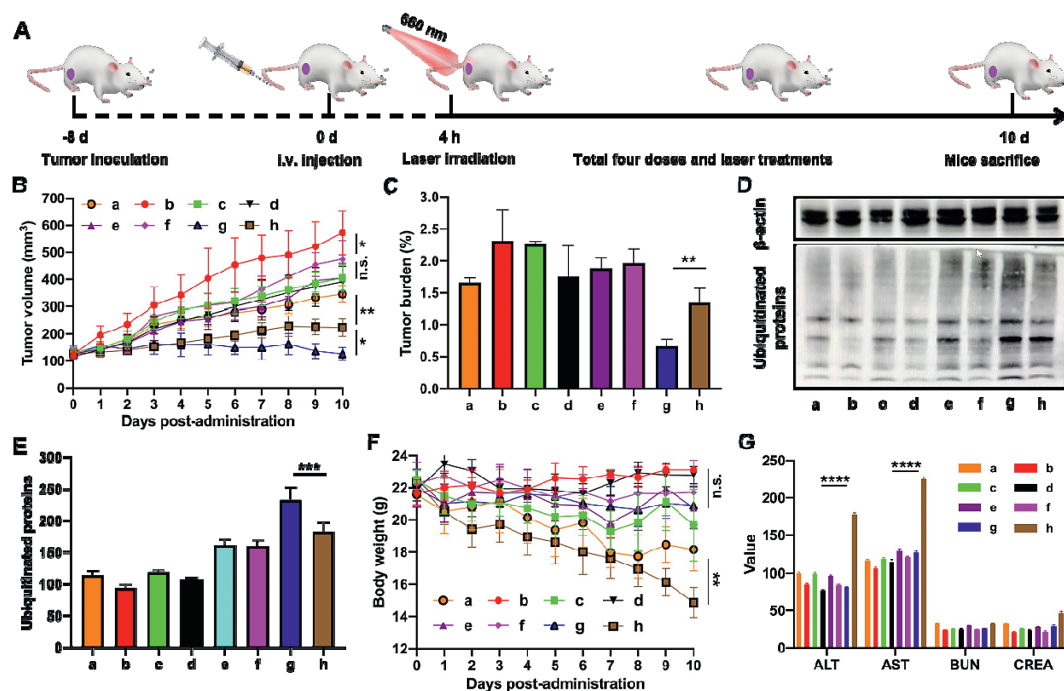 A
660 nm
-8 d
0 d
4 h
10 d
Tumor inoculation
i.v. injection
Laser irradiation
Total four doses and laser treatments
Mice sacrifice
B
Tumor volume (mm³)
700
600
500
400
300
200
100
0
a b c d
e f g h
*
n.s.
**
*
0 1 2 3 4 5 6 7 8 9 10
Days post-administration
C
Tumor burden (%)
3.0
2.5
2.0
1.5
1.0
0.5
0.0
**
a b c d e f g h
D
β-actin
Ubiquitinated
proteins
a b c d e f g h
E
Ubiquitinated proteins
300
250
200
150
100
50
0
***
a b c d e f g h
F
Body weight (g)
24
22
20
18
16
14
12
n.s.
**
a b c d
e f g h
0 1 2 3 4 5 6 7 8 9 10
Days post-administration
G
Value
250
200
150
100
50
0
**** ****
a b
c d
e f
g h
ALT AST BUN CREA